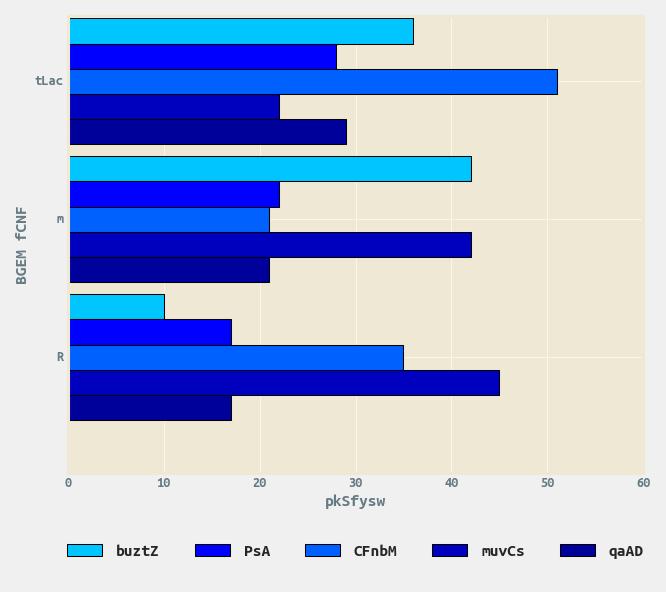 tLac
m
R
BGEM fCNF
0 10 20 30 40 50 60
pkSfysw
buztZ PsA CFnbM muvCs qaAD